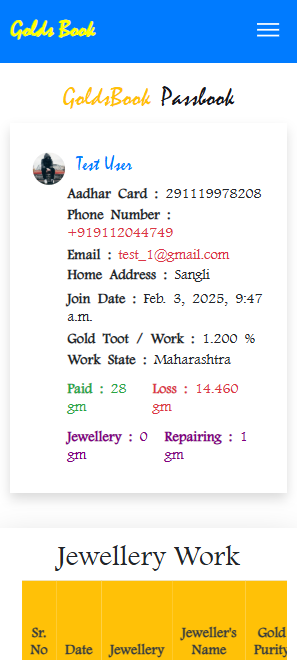 Golds Book
GoldsBook Passbook
Test User
Aadhar Card : 291119978208
Phone Number :
+919112044749
Email : test_1@gmail.com
Home Address : Sangli
Join Date : Feb. 3, 2025, 9:47
a.m.
Gold Toot / Work : 1.200 %
Work State : Maharashtra
Paid : 28 gm Loss : 14.460 gm
Jewellery : 0 gm Repairing : 1 gm
Jewellery Work
Sr. No Date Jewellery Jeweller's Name Gold Purity